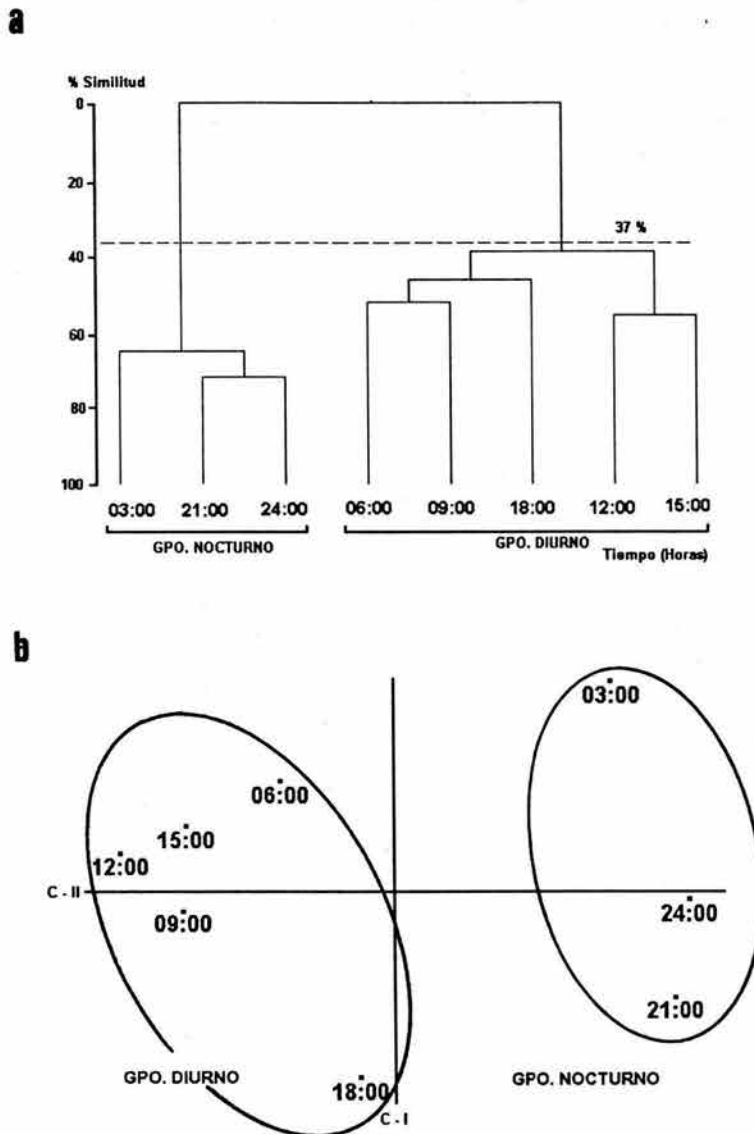 a
% Similitud
0
20
37 %
40
60
80
100
03:00 21:00 24:00 06:00 09:00 18:00 12:00 15:00
GPO. NOCTURNO GPO. DIURNO Tiempo (Horas)
b
03:00
06:00
15:00
12:00
C - II
24:00
09:00
21:00
GPO. DIURNO 18:00 GPO. NOCTURNO
C - I